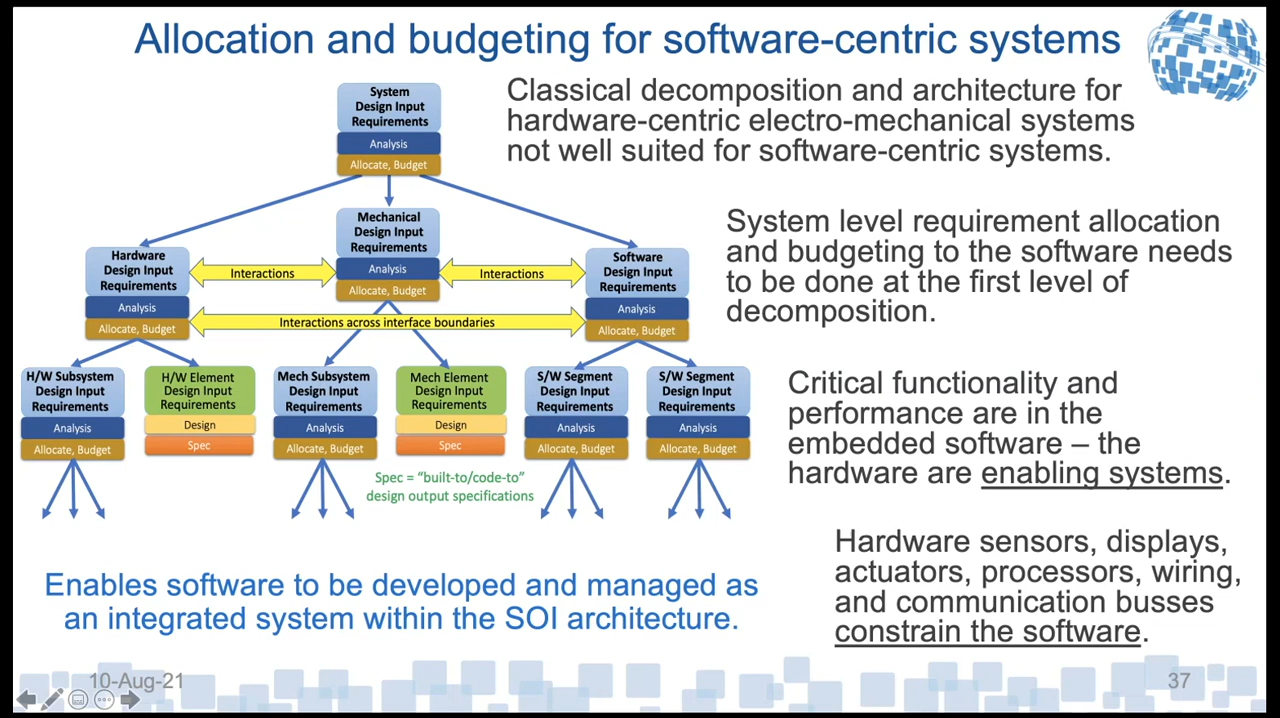 Allocation and budgeting for software-centric systems
System
Design Input
Requirements
Analysis
Allocate, Budget
Classical decomposition and architecture for
hardware-centric electro-mechanical systems
not well suited for software-centric systems.
Mechanical
Design Input
Requirements
Analysis
Allocate, Budget
Hardware
Design Input
Requirements
Analysis
Allocate, Budget
Interactions
Interactions
Software
Design Input
Requirements
Analysis
Allocate, Budget
Interactions across interface boundaries
System level requirement allocation
and budgeting to the software needs
to be done at the first level of
decomposition.
H/W Subsystem
Design Input
Requirements
Analysis
Allocate, Budget
H/W Element
Design Input
Requirements
Design
Spec
Mech Subsystem
Design Input
Requirements
Analysis
Allocate, Budget
Mech Element
Design Input
Requirements
Design
Spec
S/W Segment
Design Input
Requirements
Analysis
Allocate, Budget
S/W Segment
Design Input
Requirements
Analysis
Allocate, Budget
Spec = “built-to/code-to”
design output specifications
Critical functionality and
performance are in the
embedded software – the
hardware are enabling systems.
Hardware sensors, displays,
actuators, processors, wiring,
and communication busses
constrain the software.
Enables software to be developed and managed as
an integrated system within the SOI architecture.
10-Aug-21
37